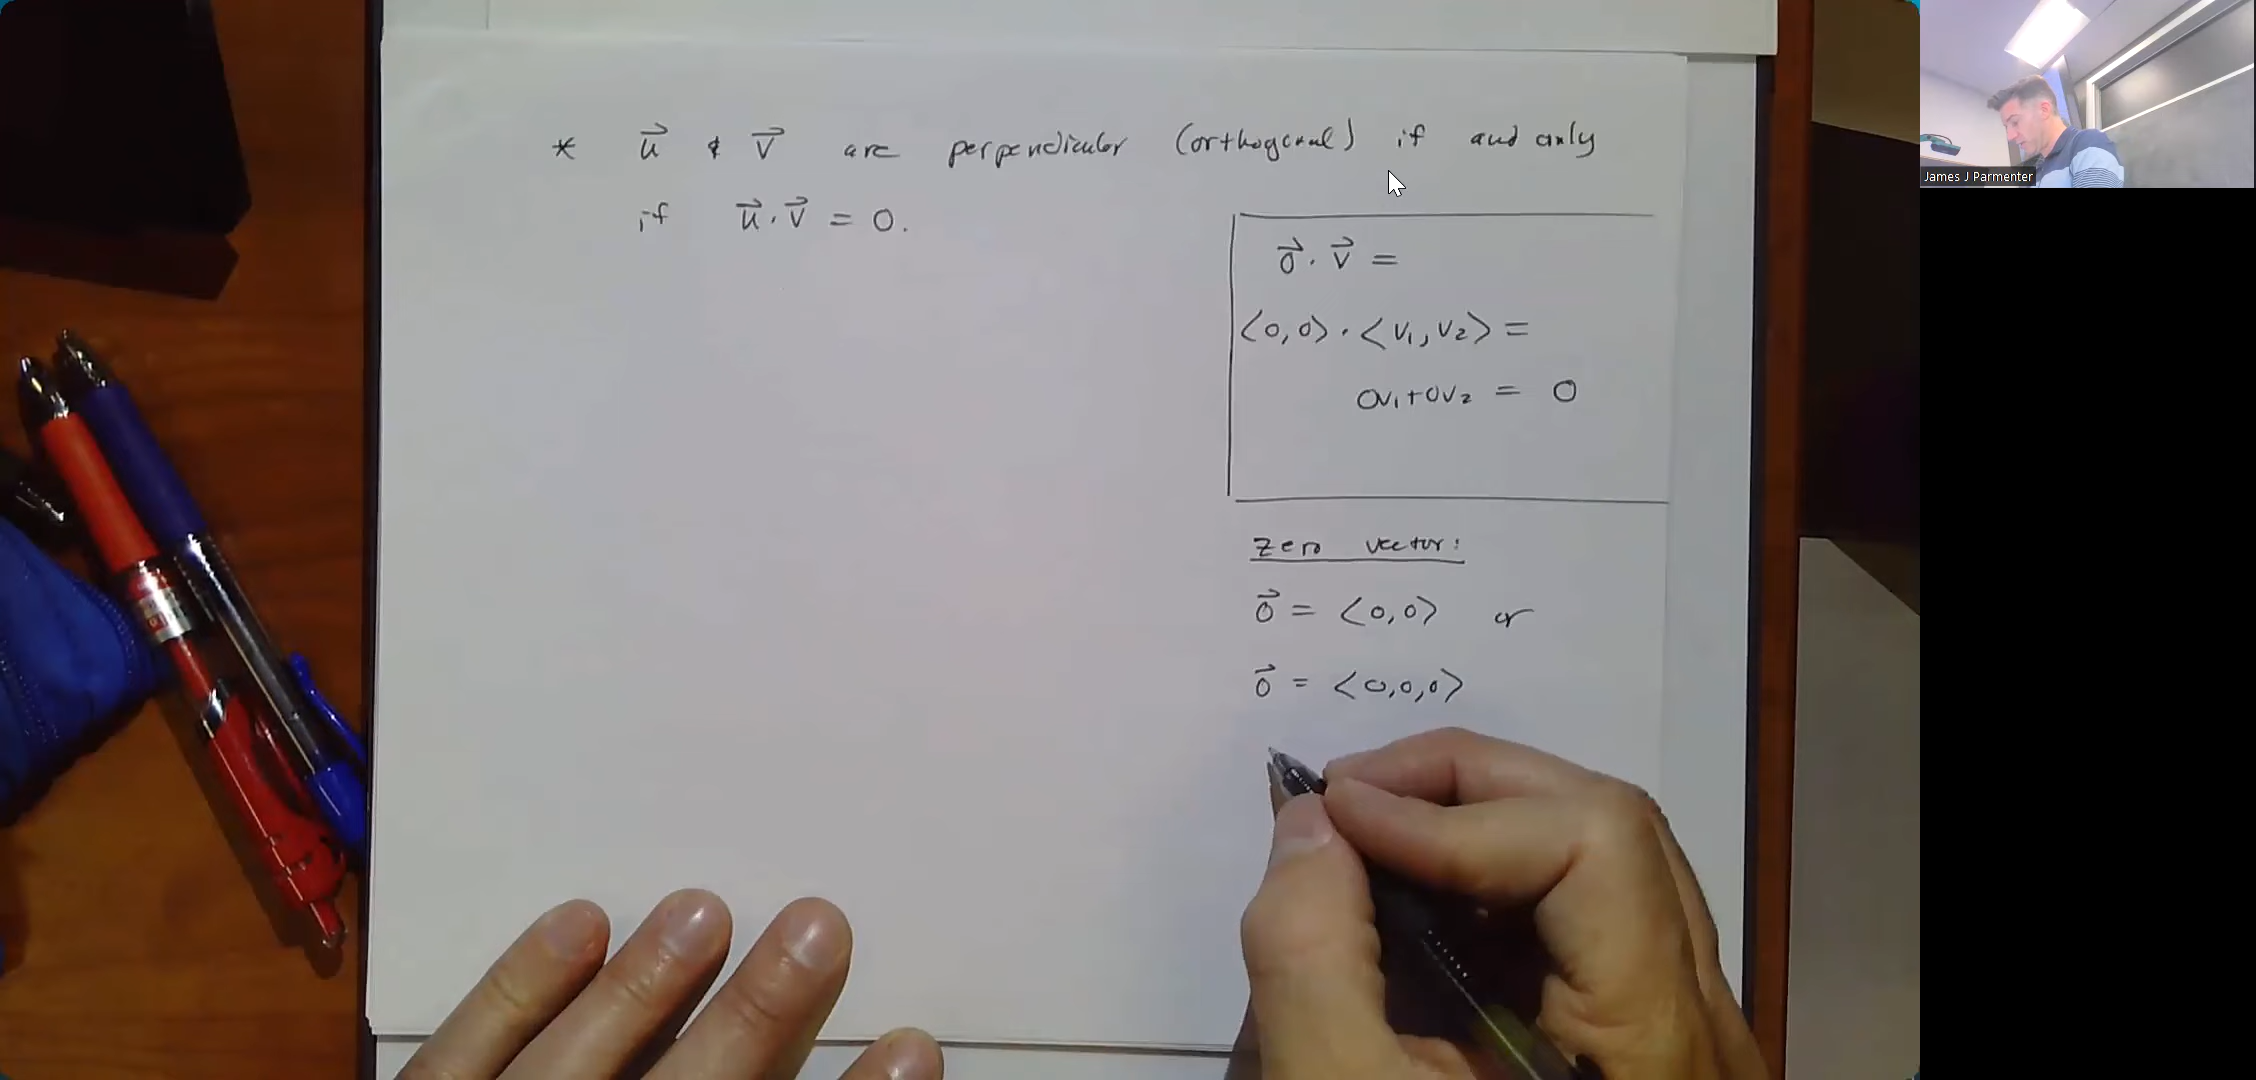 * u⃗ & v⃗ are perpendicular (orthogonal) if and only
if u⃗ · v⃗ = 0.
0⃗ · v⃗ =
<0,0> · <v₁, v₂> =
0v₁+0v₂ = 0
Zero vector:
0⃗ = <0,0> or
0⃗ = <0,0,0>
James J Parmenter